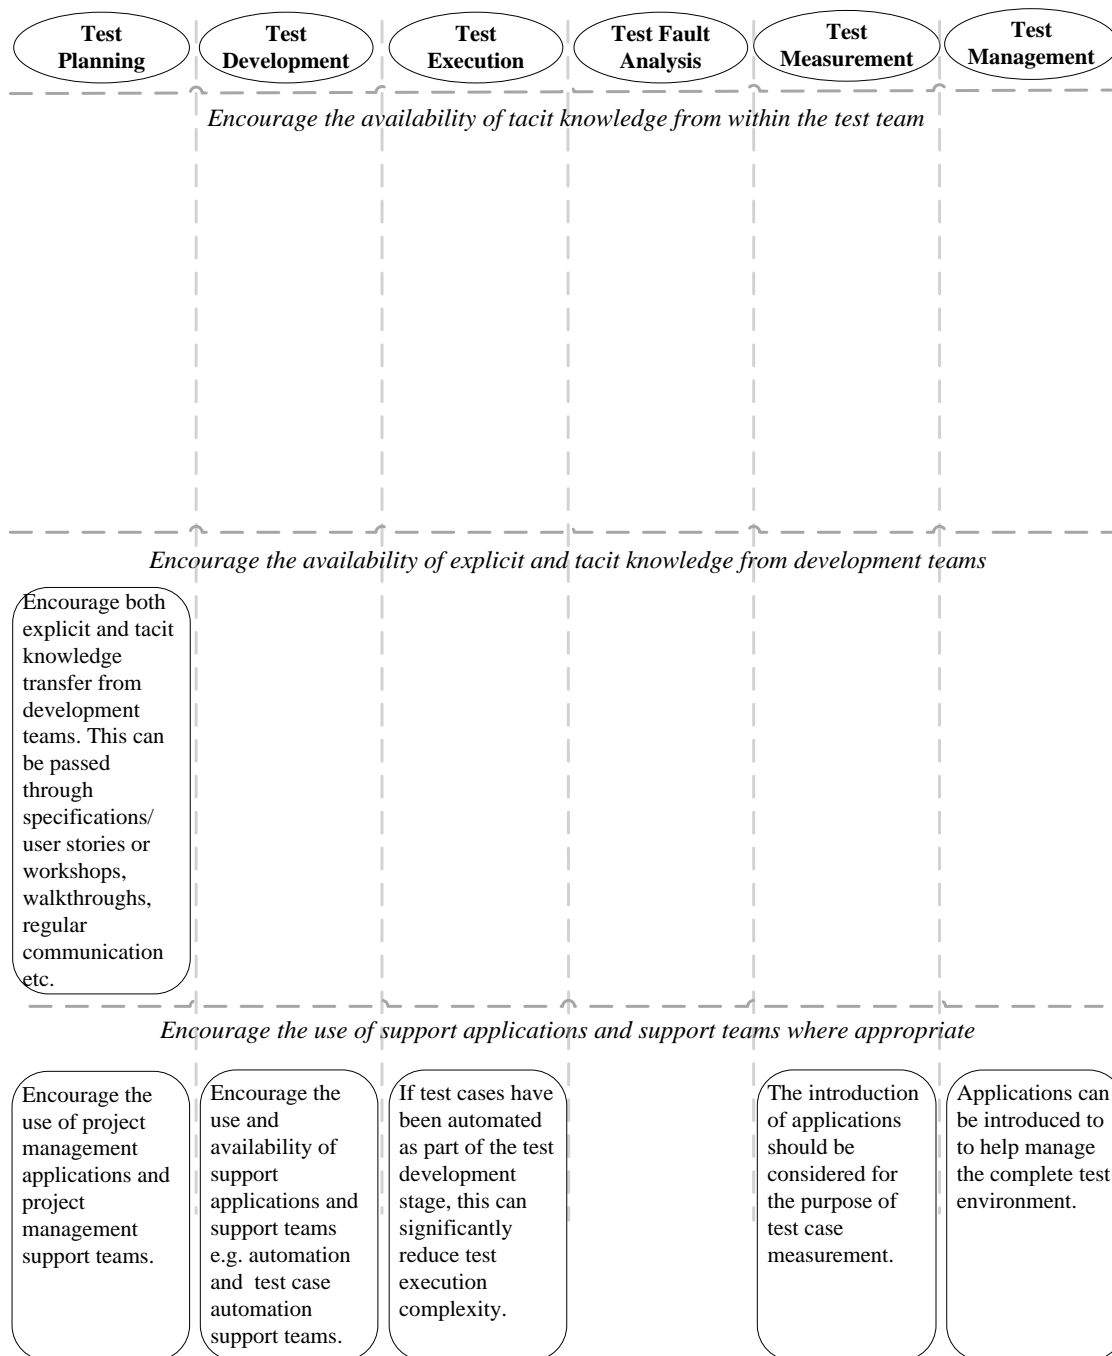 Test
Planning
Test
Development
Test
Execution
Test Fault
Analysis
Test
Measurement
Test
Management
Encourage the availability of tacit knowledge from within the test team
Encourage the availability of explicit and tacit knowledge from development teams
Encourage both
explicit and tacit
knowledge
transfer from
development
teams. This can
be passed
through
specifications/
user stories or
workshops,
walkthroughs,
regular
communication
etc.
Encourage the use of support applications and support teams where appropriate
Encourage the
use of project
management
applications and
project
management
support teams.
Encourage the
use and
availability of
support
applications and
support teams
e.g. automation
and  test case
automation
support teams.
If test cases have
been automated
as part of the test
development
stage, this can
significantly
reduce test
execution
complexity.
The introduction
of applications
should be
considered for
the purpose of
test case
measurement.
Applications can
be introduced to
to help manage
the complete test
environment.